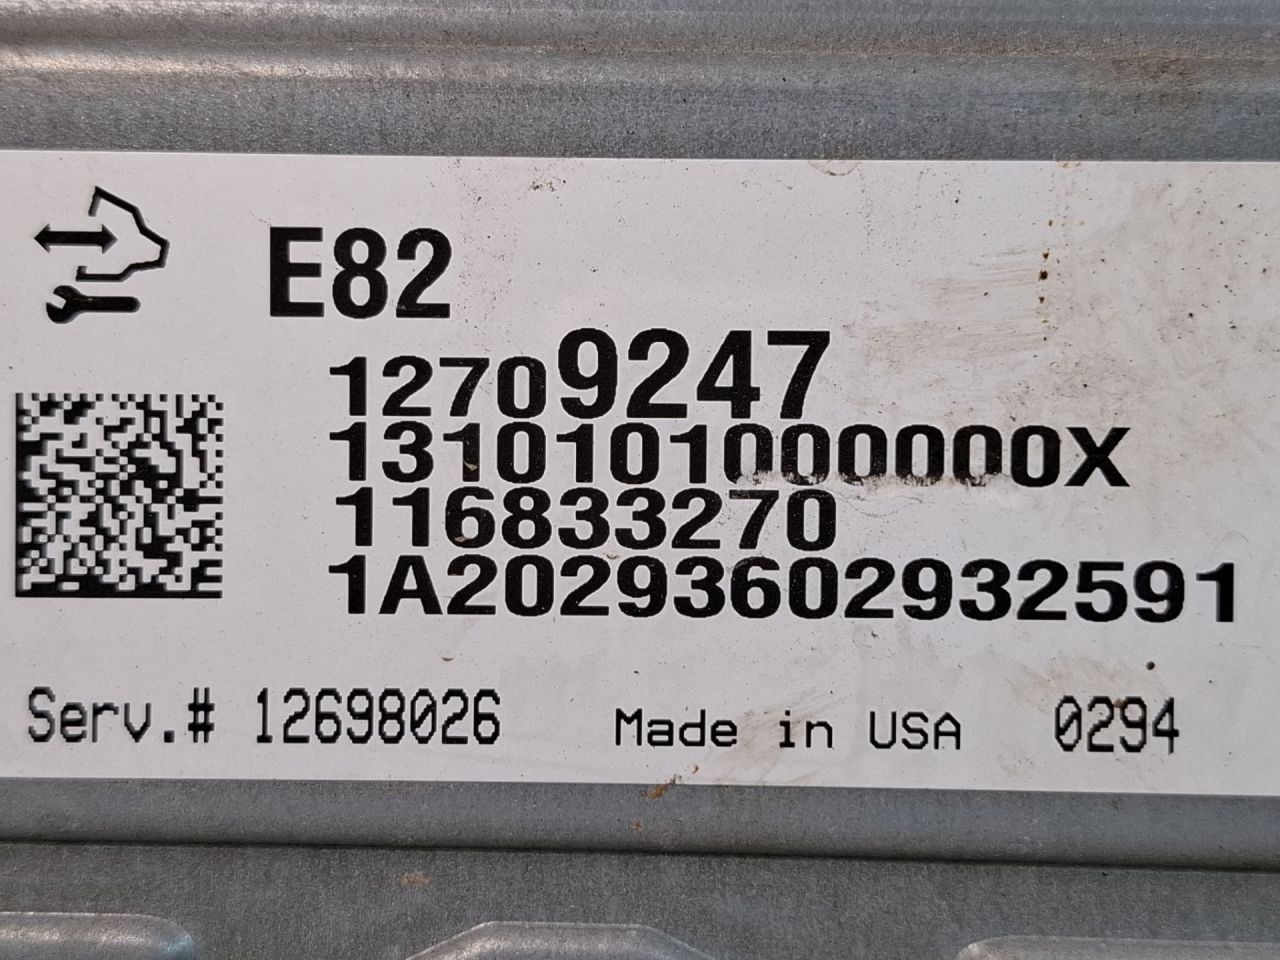 E82
12709247
1310101000000X
116833270
1A20293602932591
Serv.# 12698026 Made in USA 0294